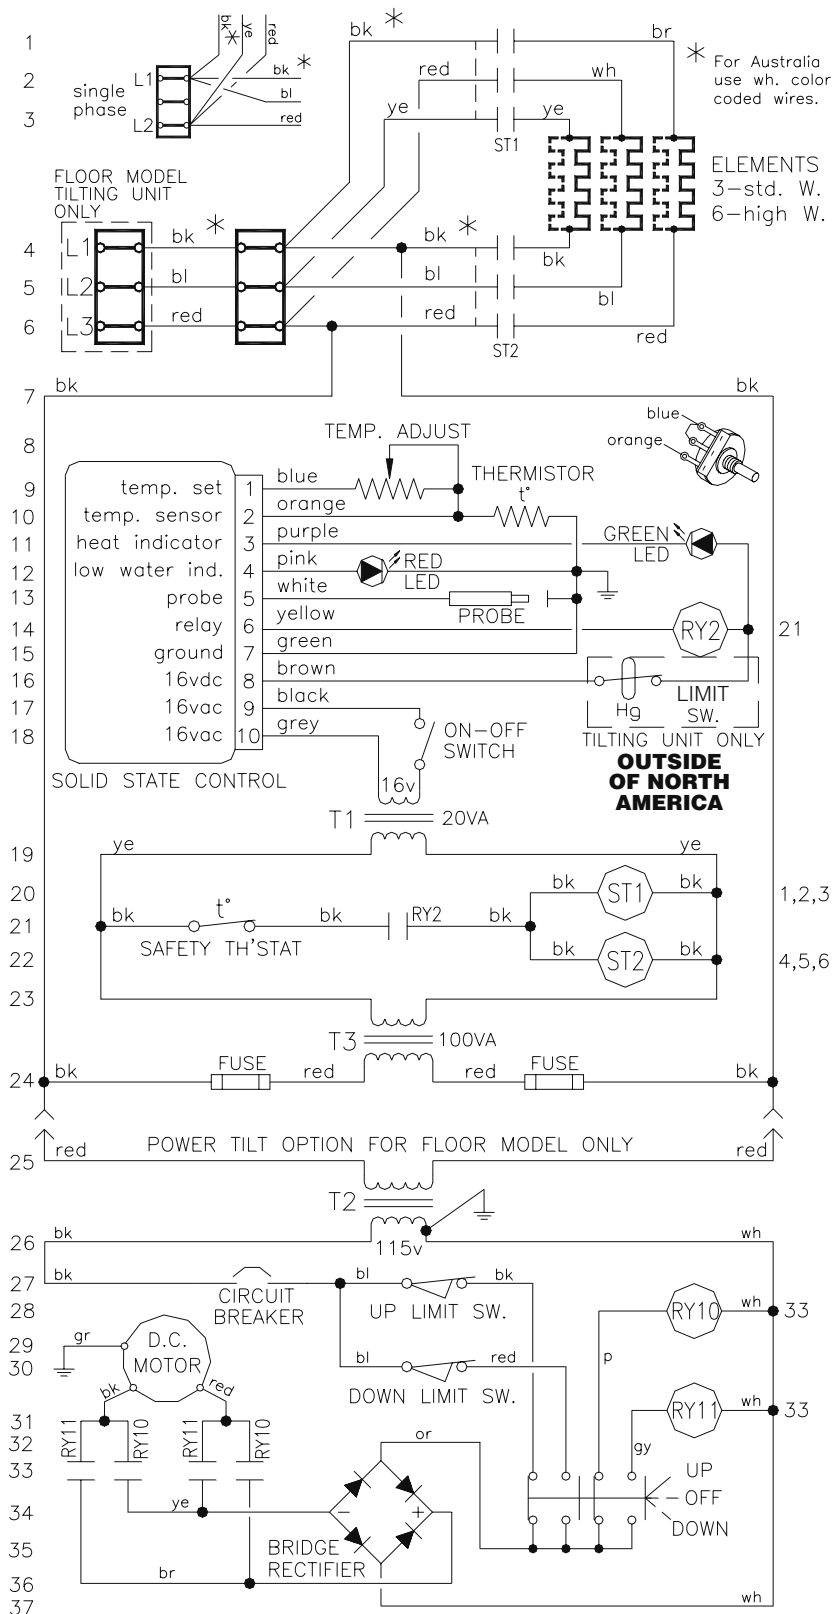 1
bk
*
ye
red
bk *
br
* For Australia
use wh. color
coded wires.
2
single
phase
L1
bk *
bl
red
wh
3
L2
red
ye
ye
ST1
FLOOR MODEL
TILTING UNIT
ONLY
ELEMENTS
3-std. W.
6-high W.
4
L1
bk *
bk *
bk
5
L2
bl
bl
bl
6
L3
red
red
red
ST2
7
bk
bk
blue
orange
8
TEMP. ADJUST
9
temp. set
1
blue
THERMISTOR
t°
10
temp. sensor
2
orange
11
heat indicator
3
purple
GREEN
LED
12
low water ind.
4
pink
RED
LED
13
probe
5
white
PROBE
14
relay
6
yellow
RY2
21
15
ground
7
green
16
16vdc
8
brown
Hg
LIMIT
SW.
17
16vac
9
black
18
16vac
10
grey
ON-OFF
SWITCH
TILTING UNIT ONLY
OUTSIDE
OF NORTH
AMERICA
SOLID STATE CONTROL
16v
T1
20VA
19
ye
ye
20
bk
ST1
bk
1,2,3
21
bk
t°
SAFETY TH'STAT
bk
RY2
bk
22
bk
ST2
bk
4,5,6
23
T3
100VA
24
bk
FUSE
red
red
FUSE
bk
POWER TILT OPTION FOR FLOOR MODEL ONLY
25
red
red
T2
26
bk
115v
wh
27
bk
CIRCUIT
BREAKER
bl
UP LIMIT SW.
bk
28
RY10
wh
33
29
gr
D.C.
MOTOR
p
30
bl
red
DOWN LIMIT SW.
bk
red
RY11
wh
33
31
RY11
RY10
RY11
RY10
32
or
gy
33
UP
34
ye
-
+
OFF
DOWN
35
BRIDGE
RECTIFIER
36
br
37
wh